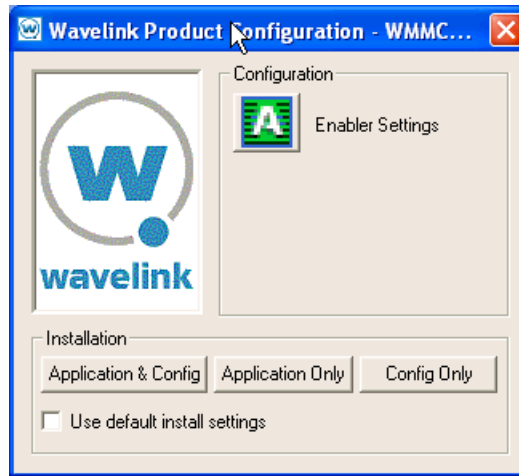 Wavelink Product Configuration - WMMC...
Configuration
A
Enabler Settings
w
wavelink
Installation
Application & Config
Application Only
Config Only
Use default install settings